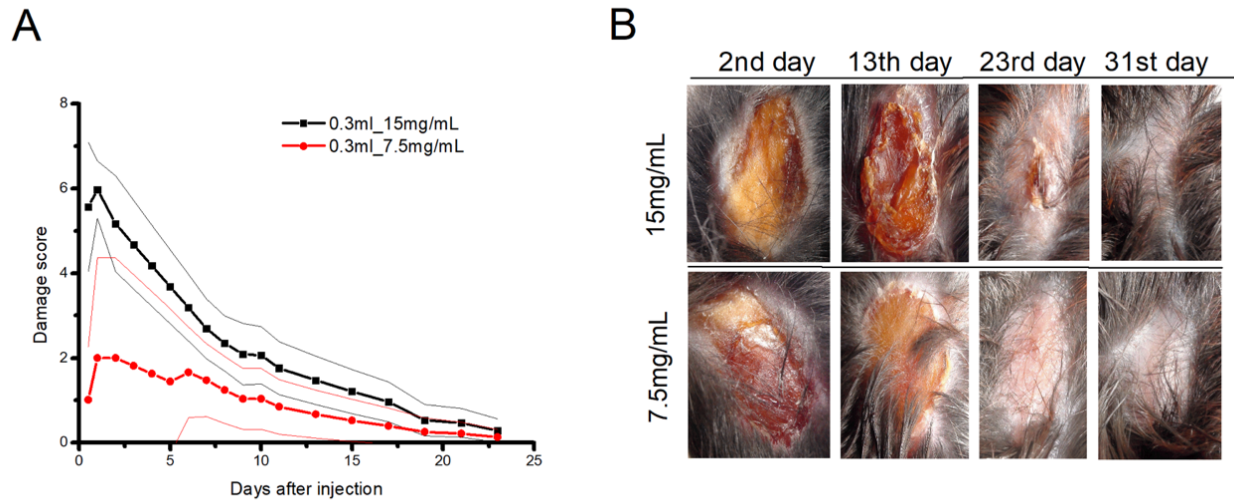 A
8
6
4
2
0
0
5
10
15
20
25
Damage score
Days after injection
0.3ml_15mg/mL
0.3ml_7.5mg/mL
B
2nd day 13th day 23rd day 31st day
15mg/mL
7.5mg/mL